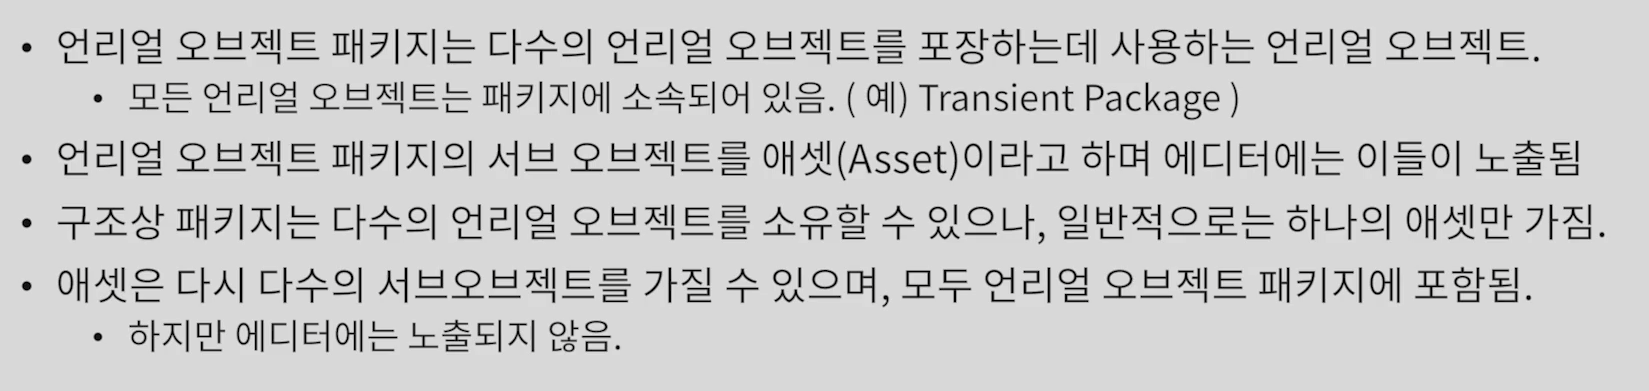 • 언리얼 오브젝트 패키지는 다수의 언리얼 오브젝트를 포장하는데 사용하는 언리얼 오브젝트.
• 모든 언리얼 오브젝트는 패키지에 소속되어 있음. ( 예) Transient Package )
• 언리얼 오브젝트 패키지의 서브 오브젝트를 애셋(Asset)이라고 하며 에디터에는 이들이 노출됨
• 구조상 패키지는 다수의 언리얼 오브젝트를 소유할 수 있으나, 일반적으로는 하나의 애셋만 가짐.
• 애셋은 다시 다수의 서브오브젝트를 가질 수 있으며, 모두 언리얼 오브젝트 패키지에 포함됨.
• 하지만 에디터에는 노출되지 않음.